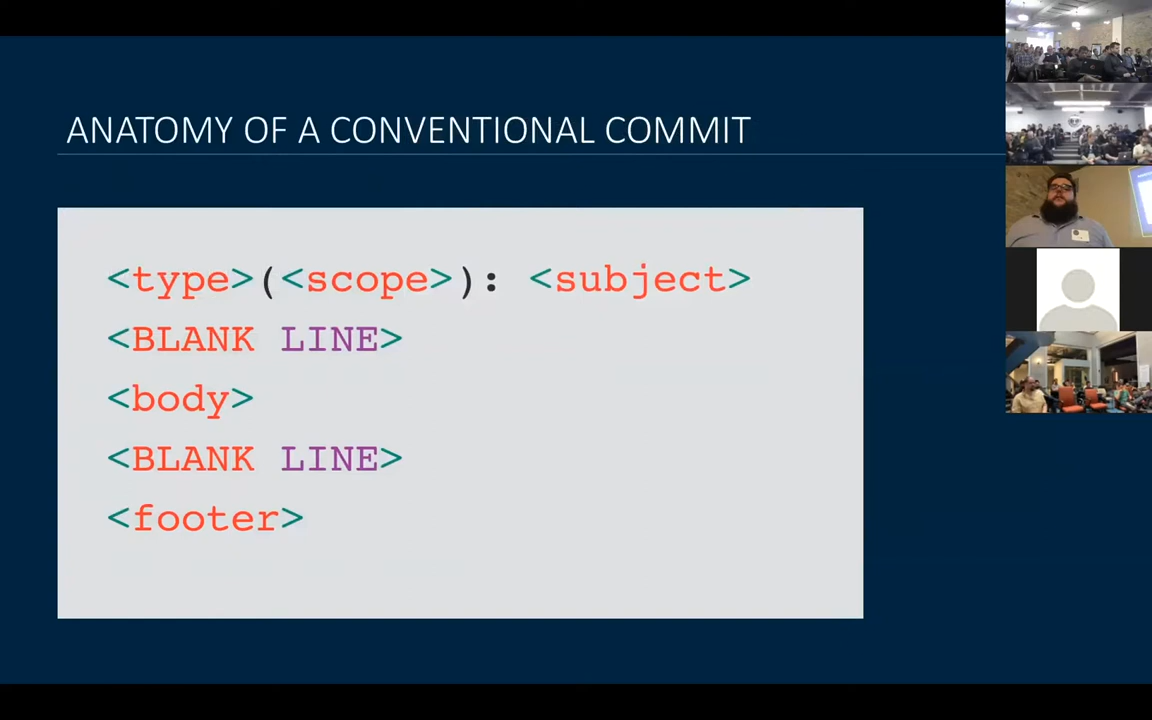 ANATOMY OF A CONVENTIONAL COMMIT
<type>(<scope>): <subject>
<BLANK LINE>
<body>
<BLANK LINE>
<footer>